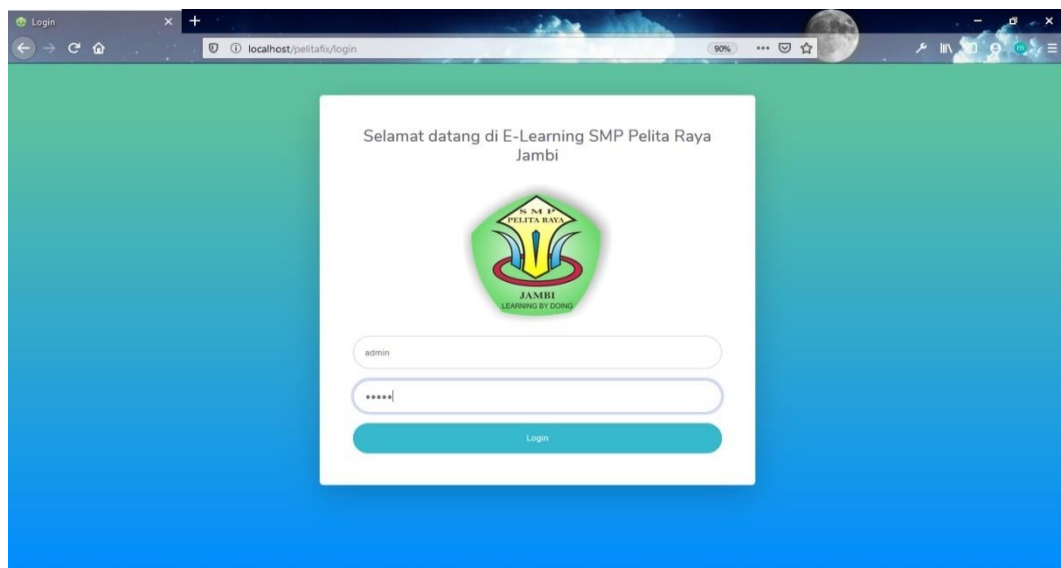 Login
localhost/pelitafix/login
90%
Selamat datang di E-Learning SMP Pelita Raya
Jambi
S M P
PELITA RAYA
JAMBI
LEARNING BY DOING
admin
•••••
Login